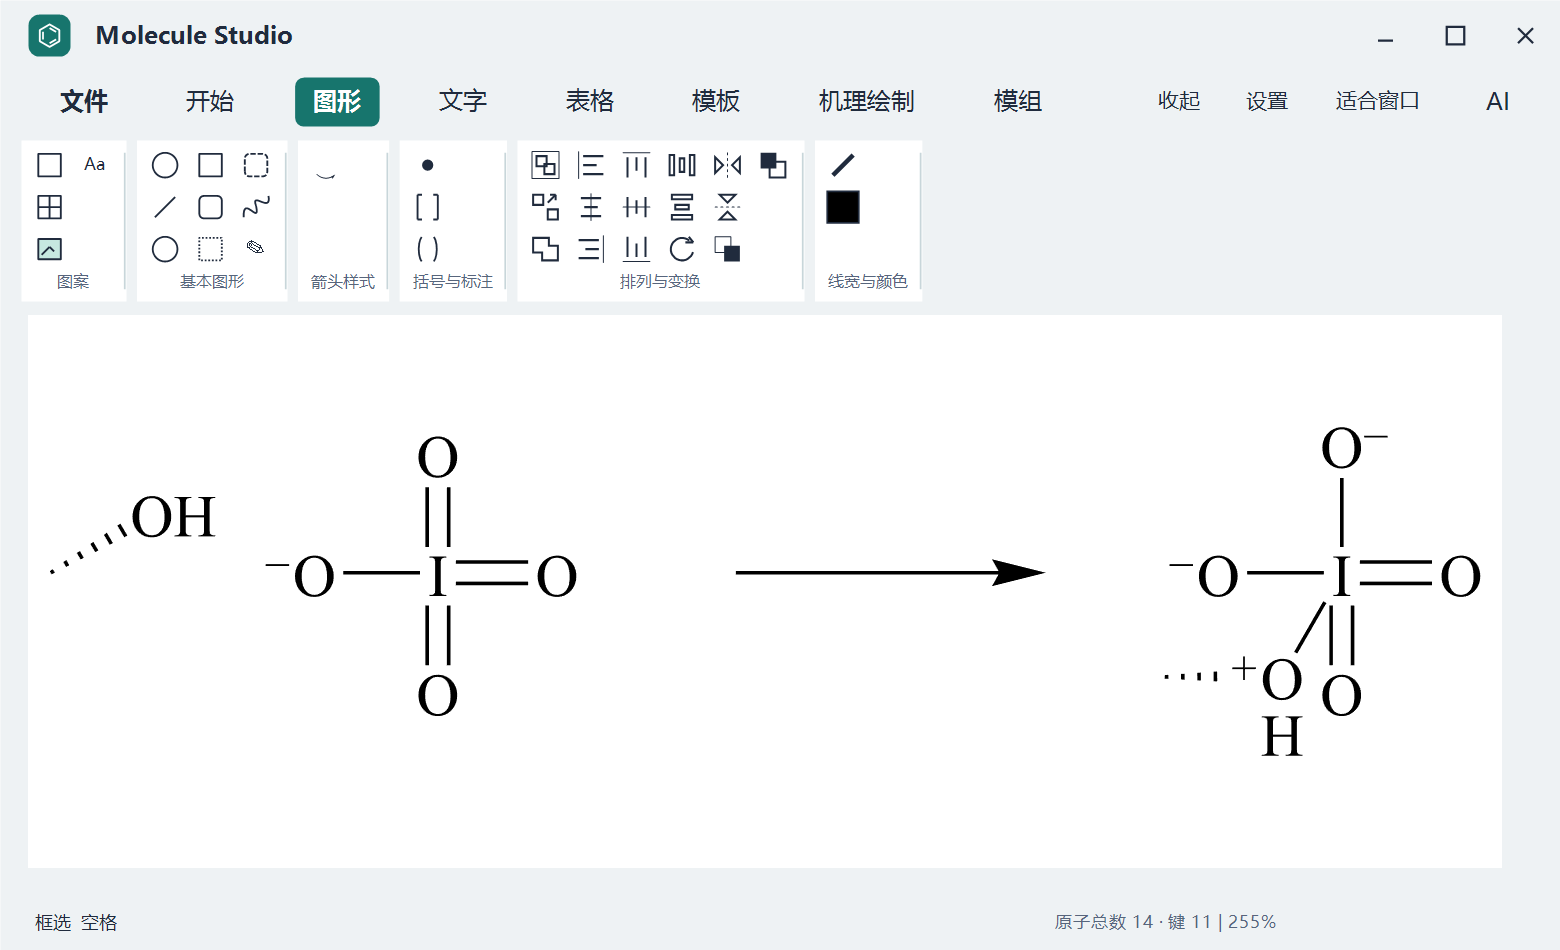 Molecule Studio
文件 开始 图形 文字 表格 模板 机理绘制 模组 收起 设置 适合窗口 AI
Aa
图案 基本图形 箭头样式 括号与标注 排列与变换 线宽与颜色
O
O⁻
OH
⁻O I O
⁻O I O
⁺O O
O
H
框选 空格 原子总数 14 · 键 11 | 255%